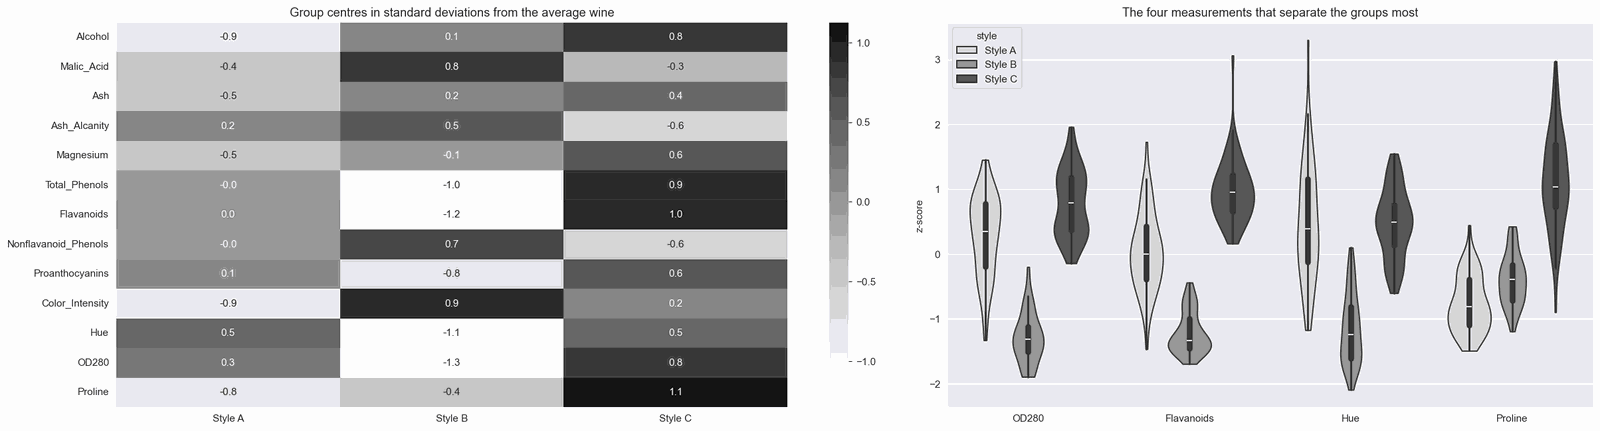 Group centres in standard deviations from the average wine
Alcohol -0.9 0.1 0.8
Malic_Acid -0.4 0.8 -0.3
Ash -0.5 0.2 0.4
Ash_Alcanity 0.2 0.5 -0.6
Magnesium -0.5 -0.1 0.6
Total_Phenols -0.0 -1.0 0.9
Flavanoids 0.0 -1.2 1.0
Nonflavanoid_Phenols -0.0 0.7 -0.6
Proanthocyanins 0.1 -0.8 0.6
Color_Intensity -0.9 0.9 0.2
Hue 0.5 -1.1 0.5
OD280 0.3 -1.3 0.8
Proline -0.8 -0.4 1.1
Style A Style B Style C
1.0
0.5
0.0
−0.5
−1.0
The four measurements that separate the groups most
style
Style A
Style B
Style C
z-score
3
2
1
0
−1
−2
OD280 Flavanoids Hue Proline